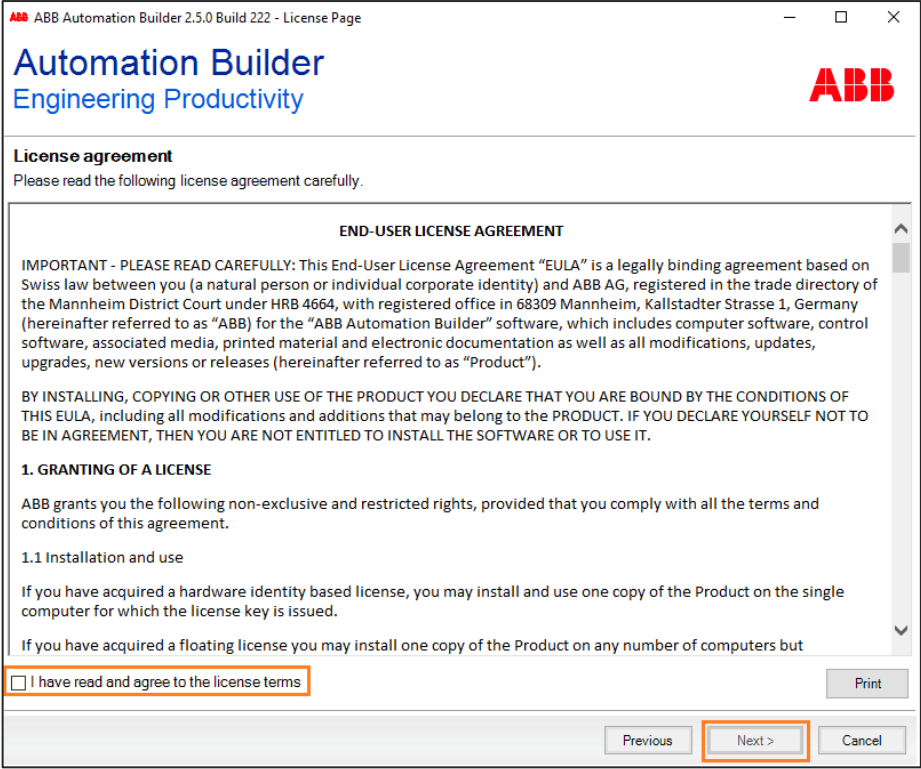 ABB ABB Automation Builder 2.5.0 Build 222 - License Page
Automation Builder
Engineering Productivity
ABB
License agreement
Please read the following license agreement carefully.
END-USER LICENSE AGREEMENT
IMPORTANT - PLEASE READ CAREFULLY: This End-User License Agreement “EULA” is a legally binding agreement based on
Swiss law between you (a natural person or individual corporate identity) and ABB AG, registered in the trade directory of
the Mannheim District Court under HRB 4664, with registered office in 68309 Mannheim, Kallstadter Strasse 1, Germany
(hereinafter referred to as “ABB) for the “ABB Automation Builder” software, which includes computer software, control
software, associated media, printed material and electronic documentation as well as all modifications, updates,
upgrades, new versions or releases (hereinafter referred to as “Product”).
BY INSTALLING, COPYING OR OTHER USE OF THE PRODUCT YOU DECLARE THAT YOU ARE BOUND BY THE CONDITIONS OF
THIS EULA, including all modifications and additions that may belong to the PRODUCT. IF YOU DECLARE YOURSELF NOT TO
BE IN AGREEMENT, THEN YOU ARE NOT ENTITLED TO INSTALL THE SOFTWARE OR TO USE IT.
1. GRANTING OF A LICENSE
ABB grants you the following non-exclusive and restricted rights, provided that you comply with all the terms and
conditions of this agreement.
1.1 Installation and use
If you have acquired a hardware identity based license, you may install and use one copy of the Product on the single
computer for which the license key is issued.
If you have acquired a floating license you may install one copy of the Product on any number of computers but
I have read and agree to the license terms
Print
Previous
Next >
Cancel